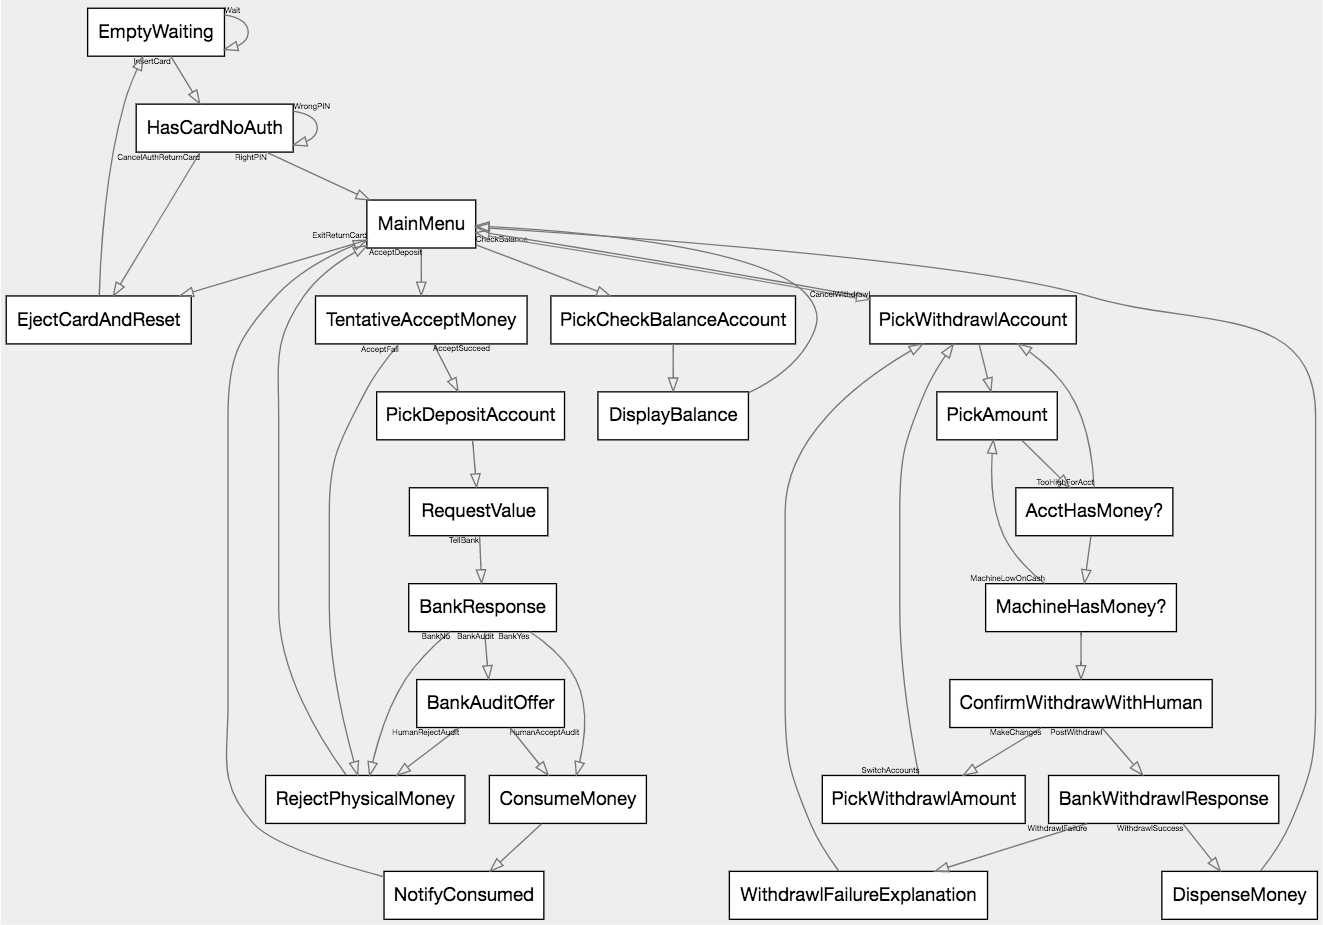 Wait
EmptyWaiting
InsertCard
WrongPIN
HasCardNoAuth
CancelAuthReturnCard
RightPIN
MainMenu
ExitReturnCard
CheckBalance
AcceptDeposit
CancelWithdrawl
EjectCardAndReset
TentativeAcceptMoney
PickCheckBalanceAccount
PickWithdrawlAccount
AcceptFail
AcceptSucceed
PickDepositAccount
DisplayBalance
PickAmount
TooHighForAcct
RequestValue
AcctHasMoney?
TellBank
MachineLowOnCash
BankResponse
MachineHasMoney?
BankNo
BankAudit
BankYes
BankAuditOffer
ConfirmWithdrawWithHuman
HumanRejectAudit
HumanAcceptAudit
MakeChanges
PostWithdrawl
SwitchAccounts
RejectPhysicalMoney
ConsumeMoney
PickWithdrawlAmount
BankWithdrawlResponse
WithdrawlFailure
WithdrawlSuccess
NotifyConsumed
WithdrawlFailureExplanation
DispenseMoney